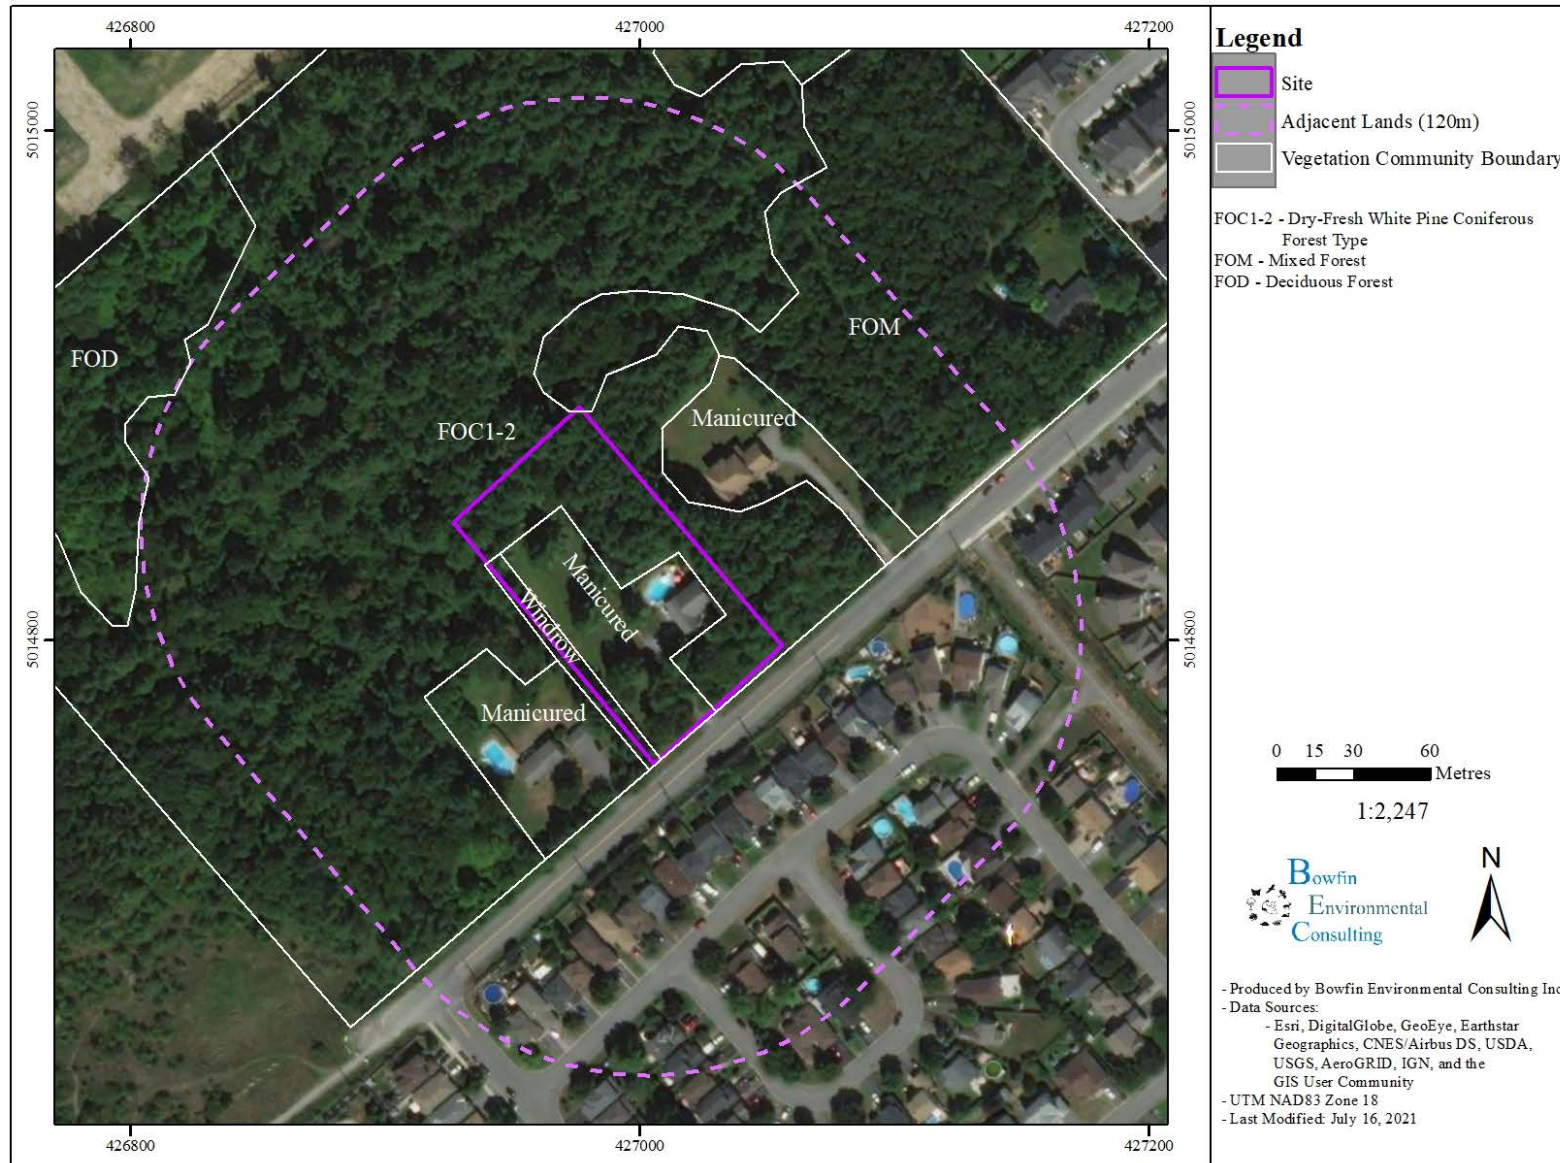 426800
427000
427200
5015000
5015000
FOD
FOM
FOC1-2
Manicured
Manicured
Windrow
Manicured
5014800
5014800
426800
427000
427200
Legend
Site
Adjacent Lands (120m)
Vegetation Community Boundary
FOC1-2 - Dry-Fresh White Pine Coniferous
Forest Type
FOM - Mixed Forest
FOD - Deciduous Forest
0 15 30 60
Metres
1:2,247
Bowfin
Environmental
Consulting
N
- Produced by Bowfin Environmental Consulting Inc
- Data Sources:
- Esri, DigitalGlobe, GeoEye, Earthstar
Geographics, CNES/Airbus DS, USDA,
USGS, AeroGRID, IGN, and the
GIS User Community
- UTM NAD83 Zone 18
- Last Modified: July 16, 2021